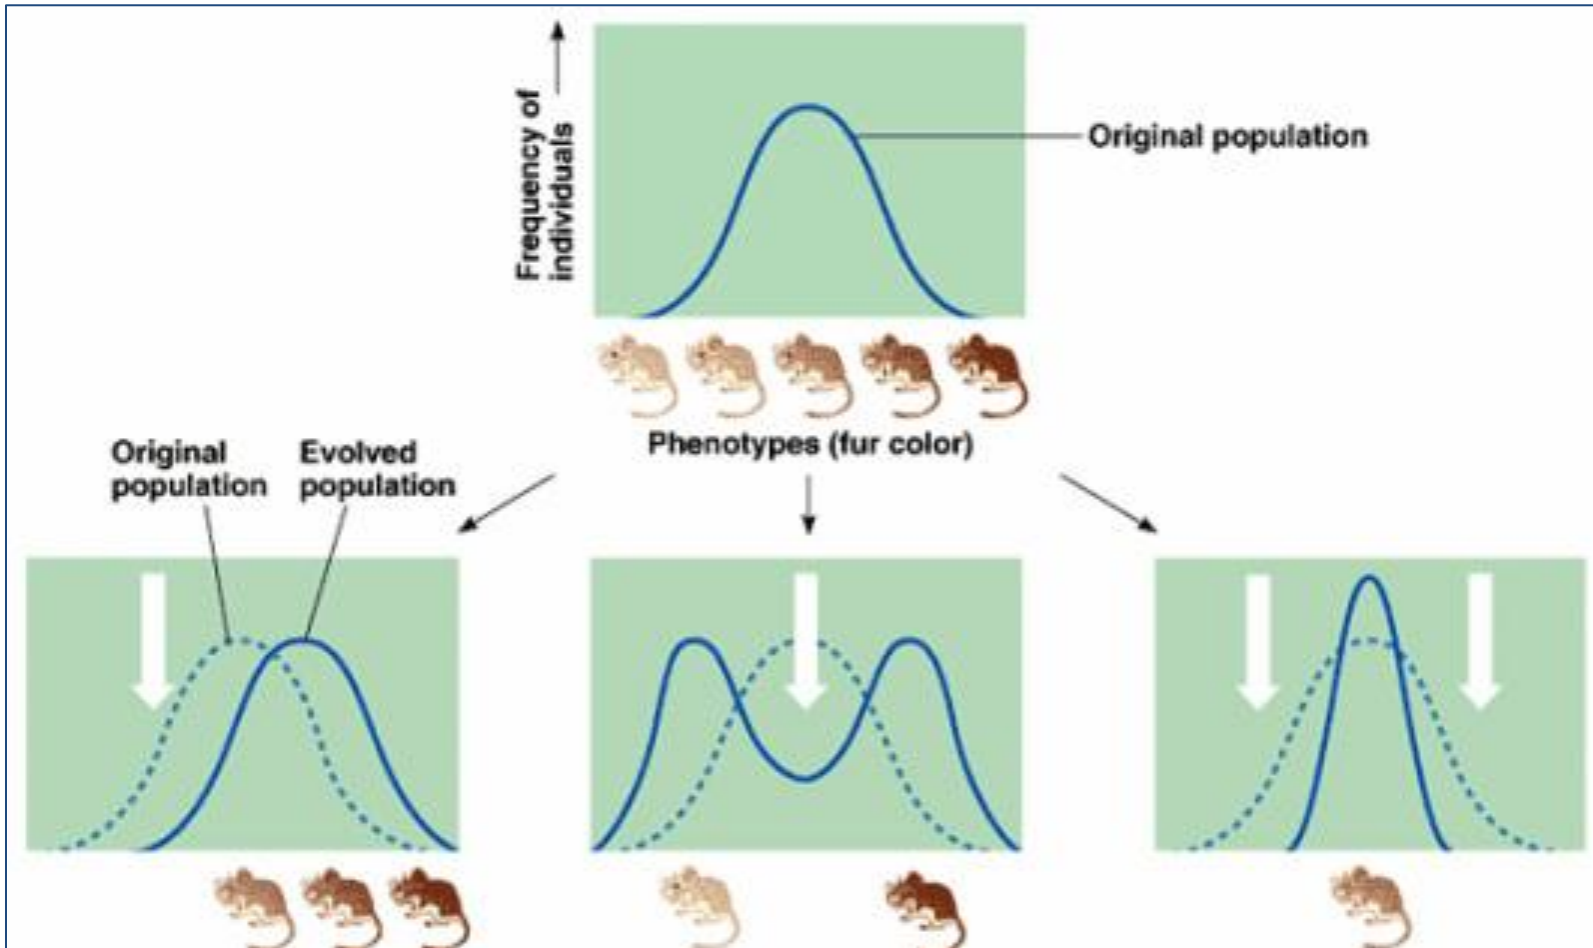 Frequency of
individuals
Original population
Phenotypes (fur color)
Original
population
Evolved
population